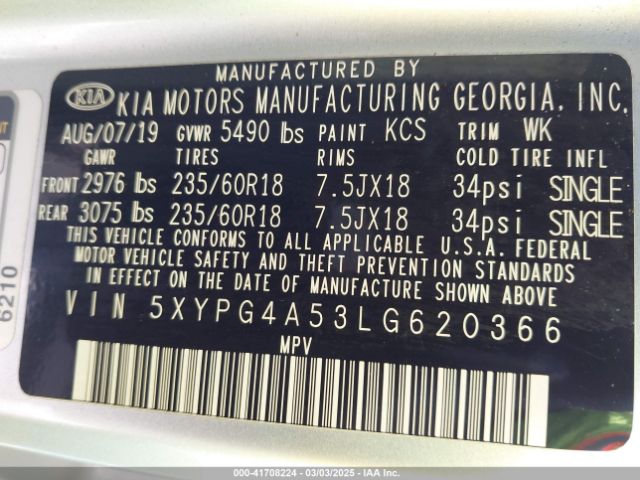 MANUFACTURED BY
KIA KIA MOTORS MANUFACTURING GEORGIA, INC.
AUG/07/19 GVWR 5490 lbs PAINT KCS TRIM WK
GAWR TIRES RIMS COLD TIRE INFL
FRONT 2976 lbs 235/60R18 7.5JX18 34psi SINGLE
REAR 3075 lbs 235/60R18 7.5JX18 34psi SINGLE
THIS VEHICLE CONFORMS TO ALL APPLICABLE U.S.A. FEDERAL
MOTOR VEHICLE SAFETY AND THEFT PREVENTION STANDARDS
IN EFFECT ON THE DATE OF MANUFACTURE SHOWN ABOVE
VIN 5XYPG4A53LG620366
MPV
6210
000-41708224 | 03/03/2025 | IAA Inc.